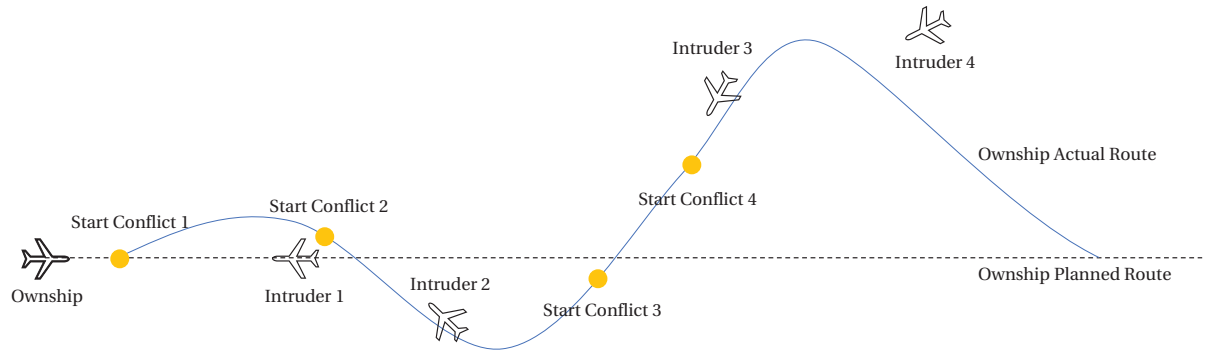 Intruder 3
Intruder 4
Ownship Actual Route
Start Conflict 4
Start Conflict 2
Start Conflict 1
Ownship Planned Route
Intruder 2
Ownship
Intruder 1
Start Conflict 3